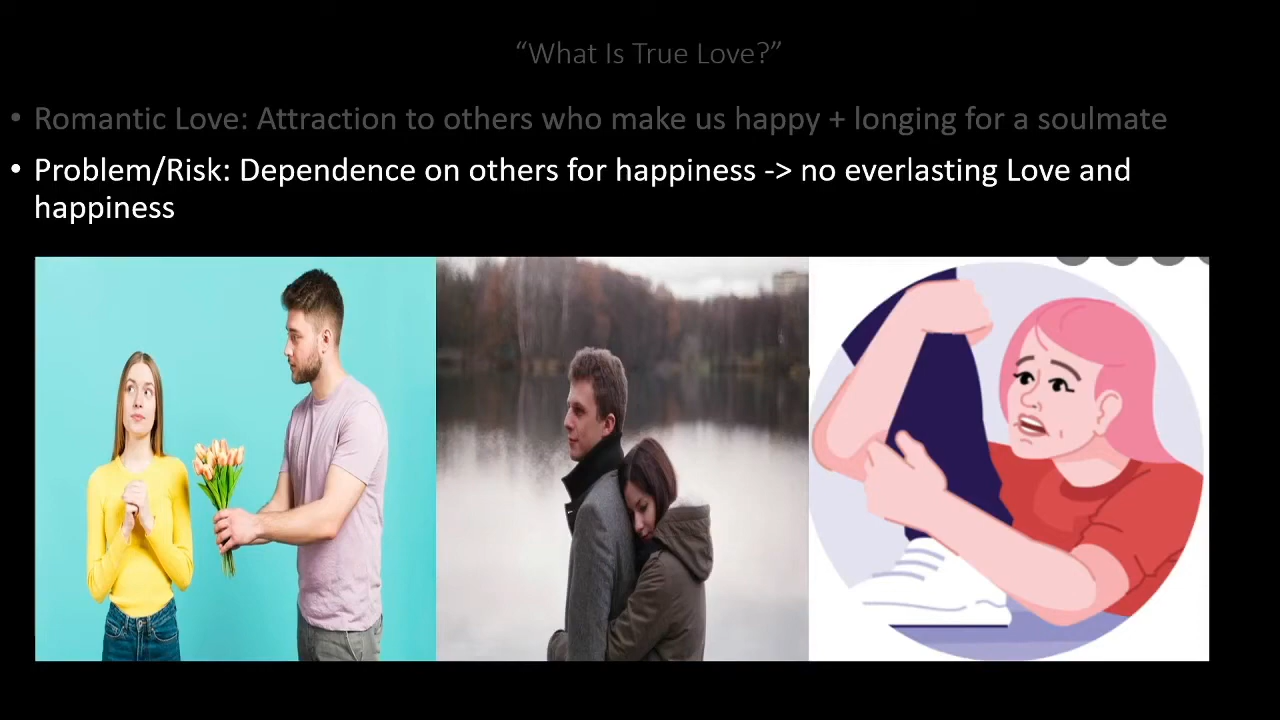 “What Is True Love?”
• Romantic Love: Attraction to others who make us happy + longing for a soulmate
• Problem/Risk: Dependence on others for happiness -> no everlasting Love and
happiness